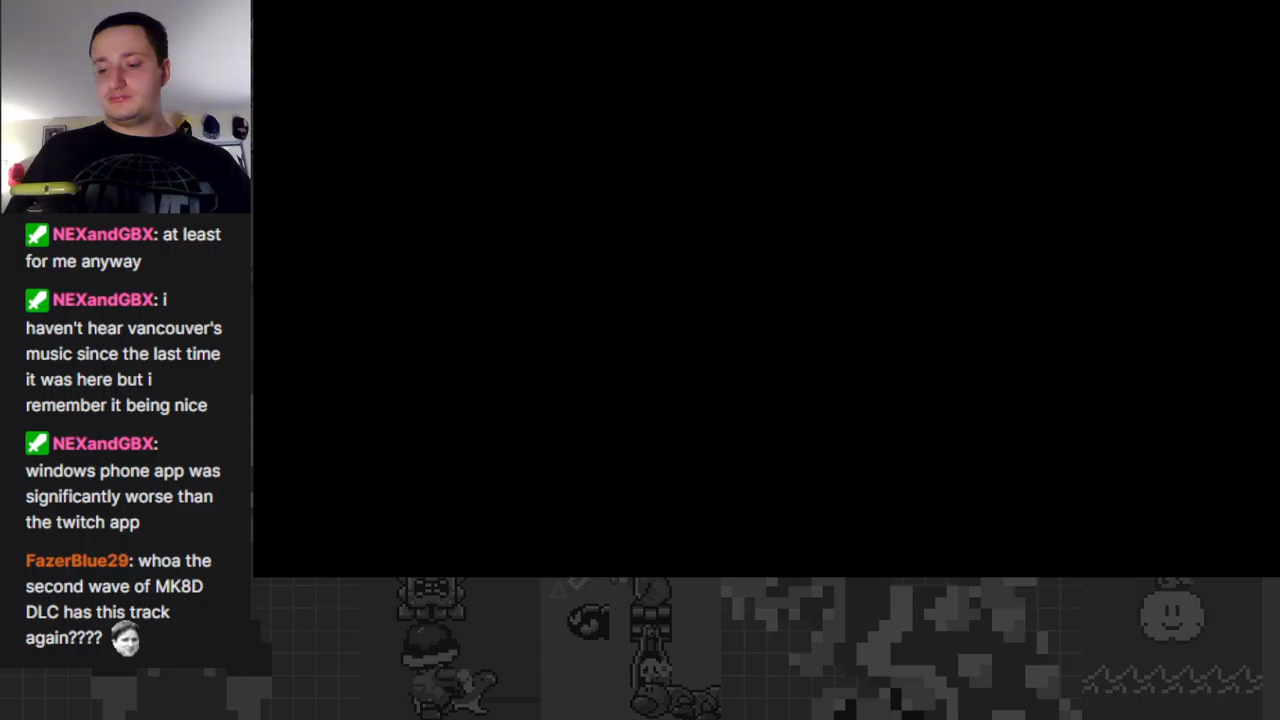 NEXandGBX: at least
for me anyway
NEXandGBX: i
haven't hear vancouver's
music since the last time
it was here but i
remember it being nice
NEXandGBX:
windows phone app was
significantly worse than
the twitch app
FazerBlue29: whoa the
second wave of MK8D
DLC has this track
again????